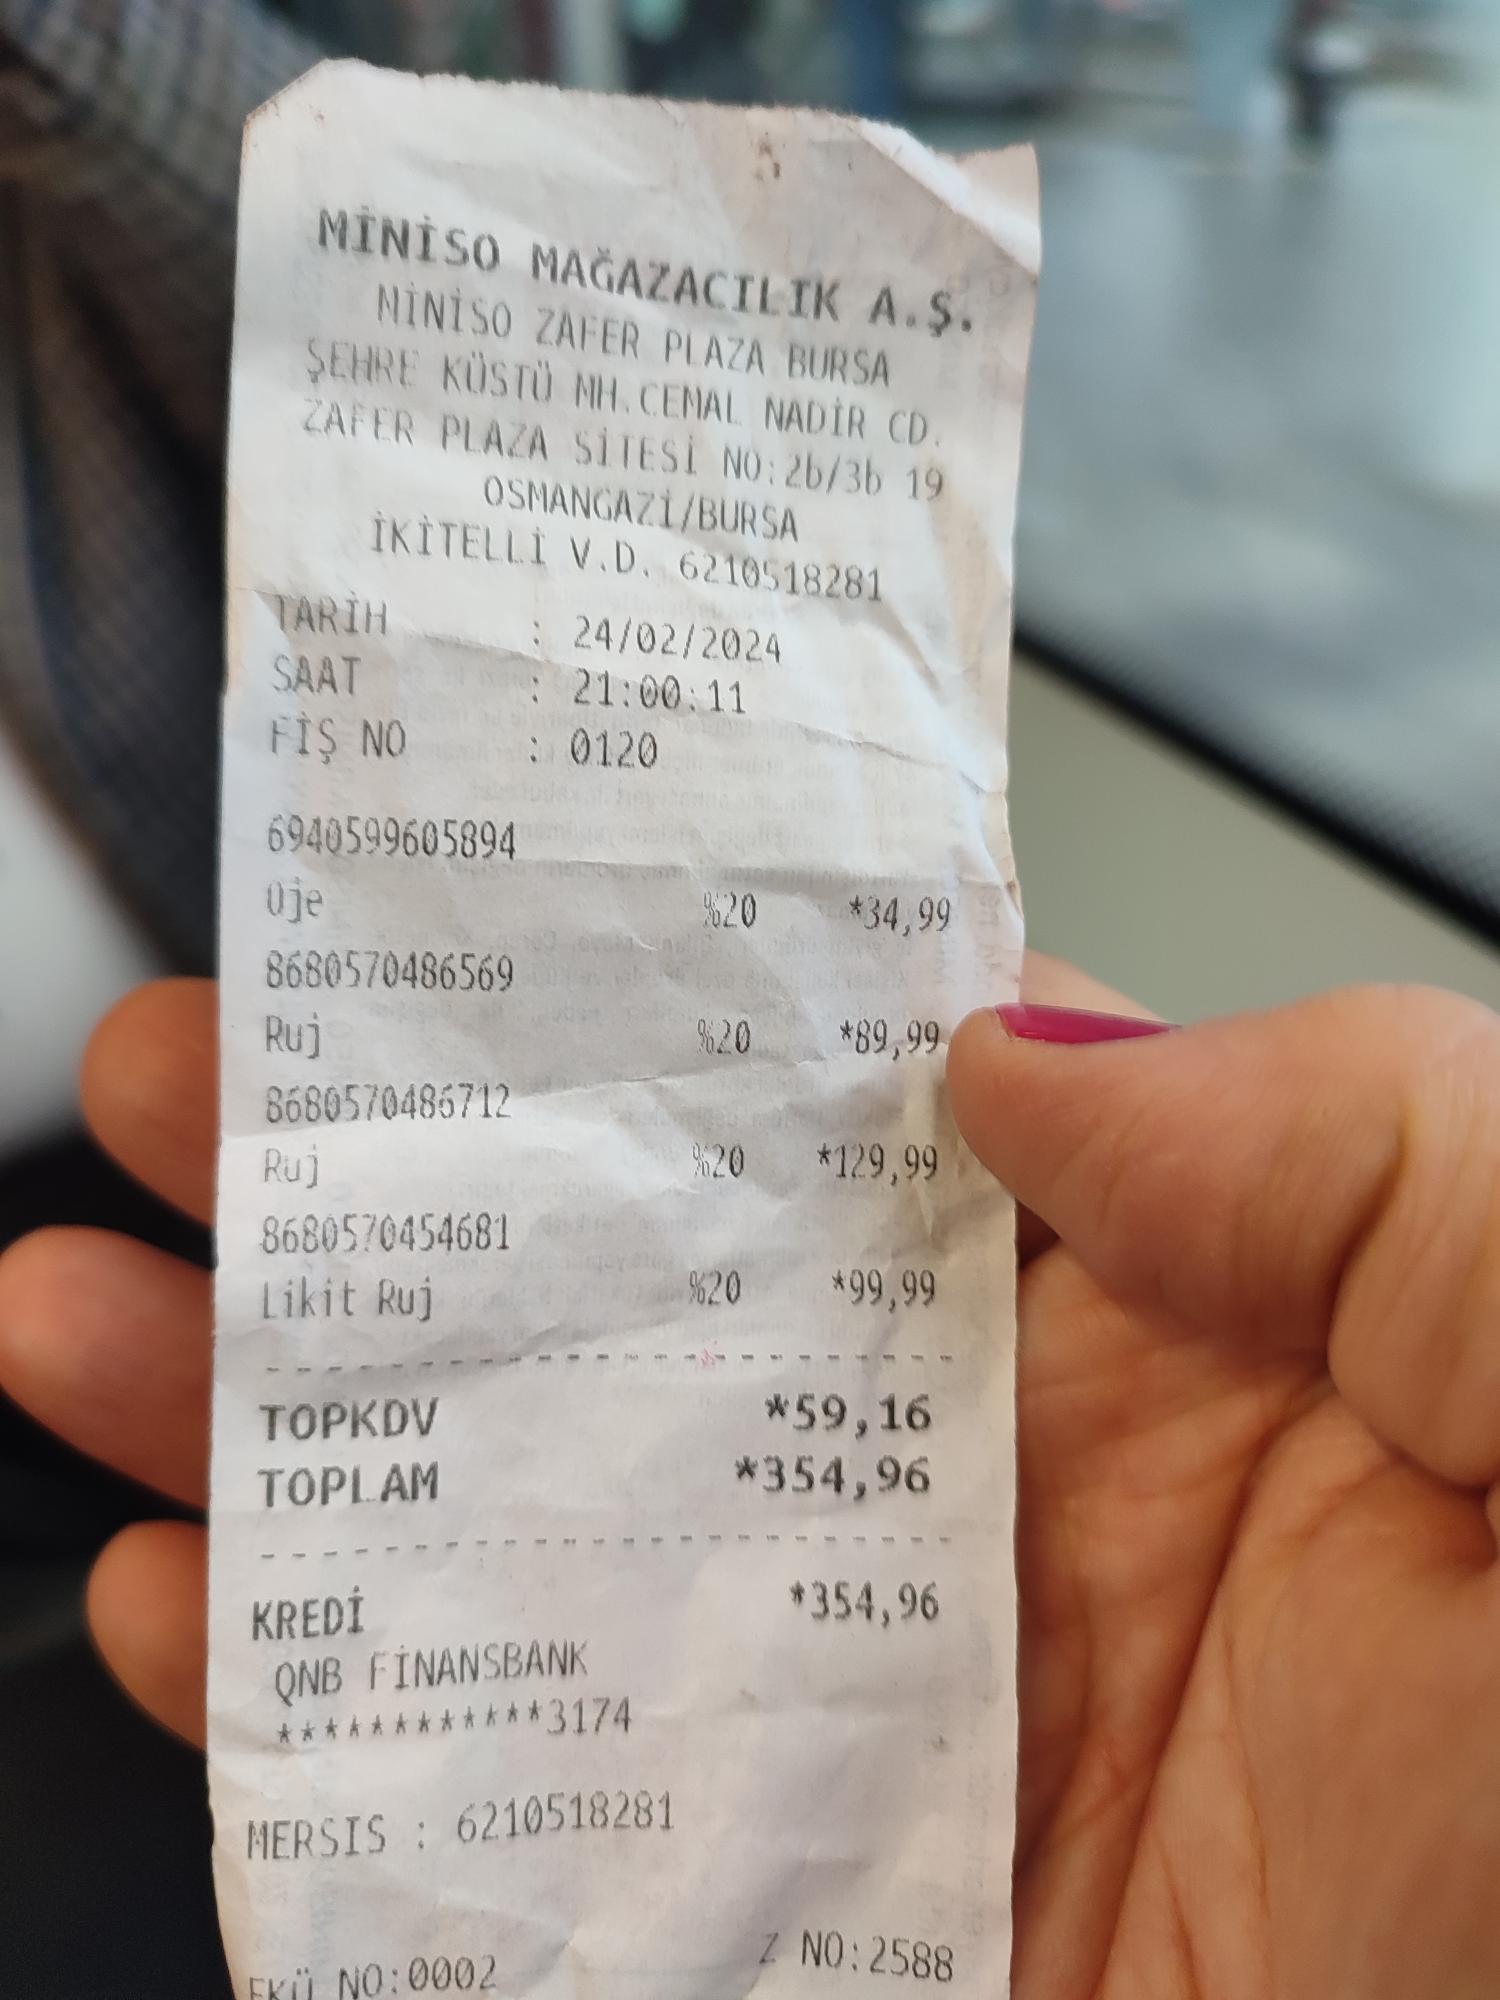 MİNİSO MAĞAZACILIK A.Ş.
MİNİSO ZAFER PLAZA BURSA
ŞEHRE KÜSTÜ MH.CEMAL NADİR CD.
ZAFER PLAZA SİTESİ NO:2b/3b 19
OSMANGAZİ/BURSA
İKİTELLİ V.D. 6210518281
TARİH : 24/02/2024
SAAT : 21:00:11
FİŞ NO : 0120
6940599605894
Oje %20 *34,99
8680570486569
Ruj %20 *89,99
8680570486712
Ruj %20 *129,99
8680570454681
Likit Ruj %20 *99,99
TOPKDV *59,16
TOPLAM *354,96
KREDİ *354,96
QNB FİNANSBANK
************3174
MERSIS : 6210518281
EKÜ NO:0002 Z NO:2588